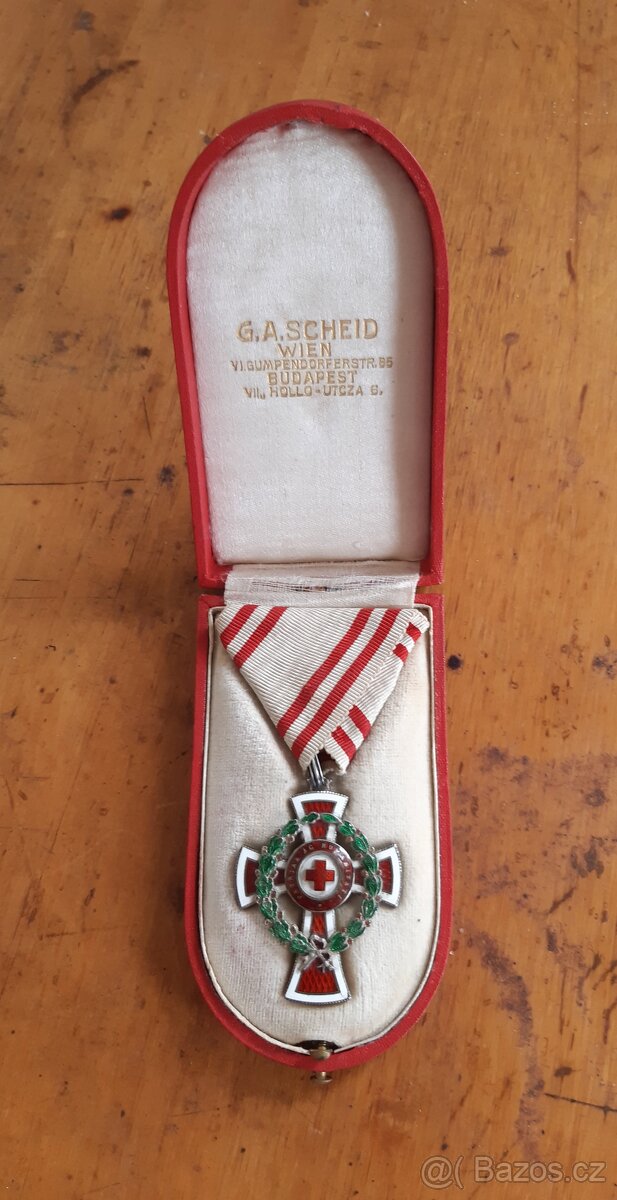 G.A. SCHEID
WIEN
VI. GUMPENDORFERSTR. 85
BUDAPEST
VII., HOLLO-UTCZA 6.
@( Bazos.cz